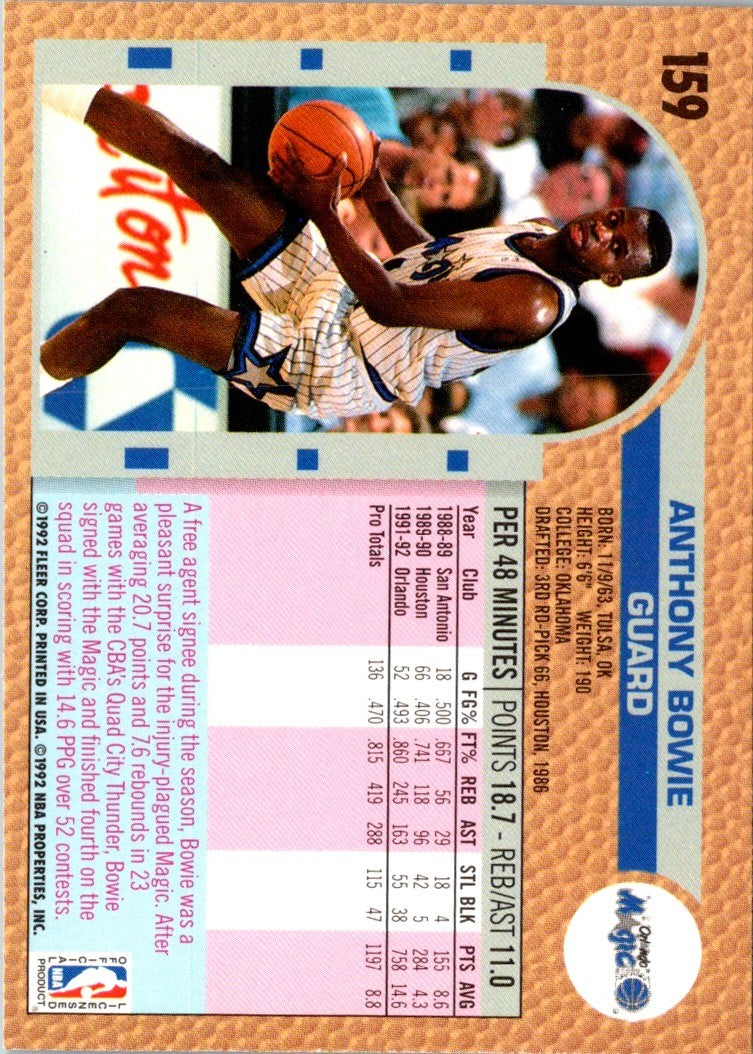 159
ANTHONY BOWIE
GUARD
Orlando
Magic
BORN: 11/9/63, TULSA, OK
HEIGHT: 6'6" WEIGHT: 190
COLLEGE: OKLAHOMA
DRAFTED: 3RD RD-PICK 66, HOUSTON, 1986
PER 48 MINUTES | POINTS 18.7 - REB/AST 11.0
Year Club G FG% FT% REB AST STL BLK PTS AVG
1988-89 San Antonio 18 .500 .667 56 29 18 4 155 8.6
1989-90 Houston 66 .406 .741 118 96 42 5 284 4.3
1991-92 Orlando 52 .493 .860 245 163 55 38 758 14.6
Pro Totals 136 .470 .815 419 288 115 47 1197 8.8
A free agent signee during the season, Bowie was a
pleasant surprise for the injury-plagued Magic. After
averaging 20.7 points and 7.6 rebounds in 23
games with the CBA's Quad City Thunder, Bowie
signed with the Magic and finished fourth on the
squad in scoring with 14.6 PPG over 52 contests.
©1992 FLEER CORP. PRINTED IN USA. ©1992 NBA PROPERTIES, INC.
OFFICIAL LICENSED
NBA
PRODUCT